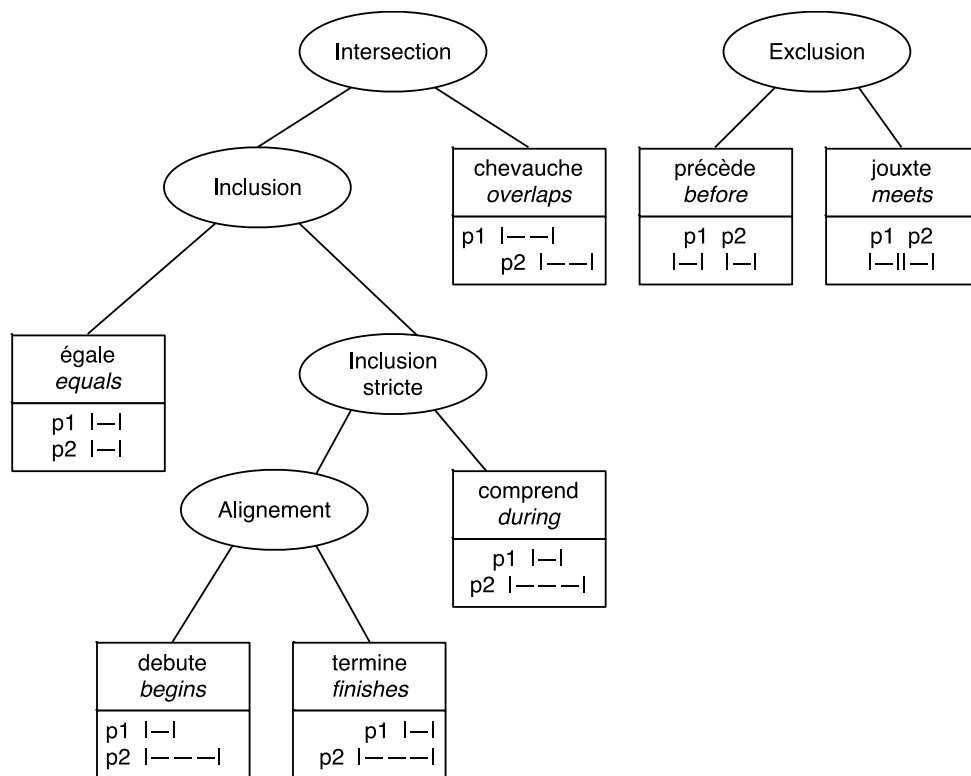 Intersection
Exclusion
Inclusion
chevauche
overlaps
p1 |— —|
p2 |— —|
précède
before
p1 p2
|—| |—|
jouxte
meets
p1 p2
|—||—|
égale
equals
p1 |—|
p2 |—|
Inclusion
stricte
Alignement
comprend
during
p1 |—|
p2 |— — —|
debute
begins
p1 |—|
p2 |— — —|
termine
finishes
p1 |—|
p2 |— — —|